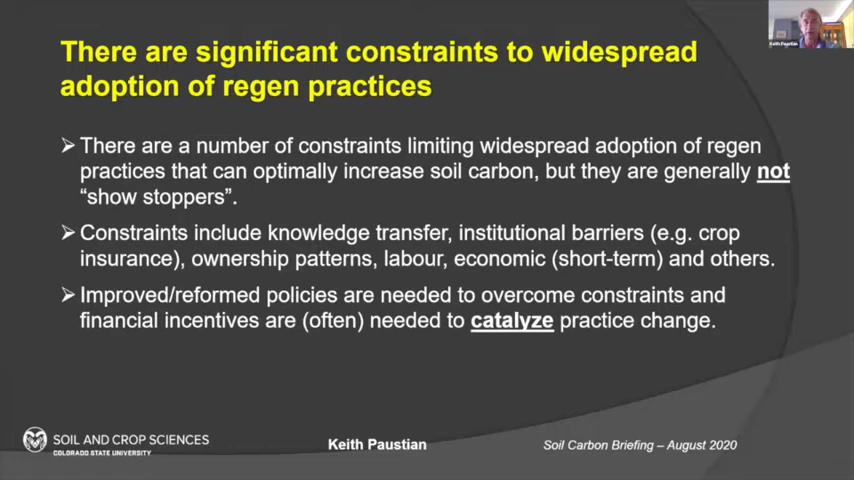 Keith Paustian
There are significant constraints to widespread
adoption of regen practices
➢ There are a number of constraints limiting widespread adoption of regen
practices that can optimally increase soil carbon, but they are generally not
“show stoppers”.
➢ Constraints include knowledge transfer, institutional barriers (e.g. crop
insurance), ownership patterns, labour, economic (short-term) and others.
➢ Improved/reformed policies are needed to overcome constraints and
financial incentives are (often) needed to catalyze practice change.
SOIL AND CROP SCIENCES
COLORADO STATE UNIVERSITY
Keith Paustian
Soil Carbon Briefing – August 2020